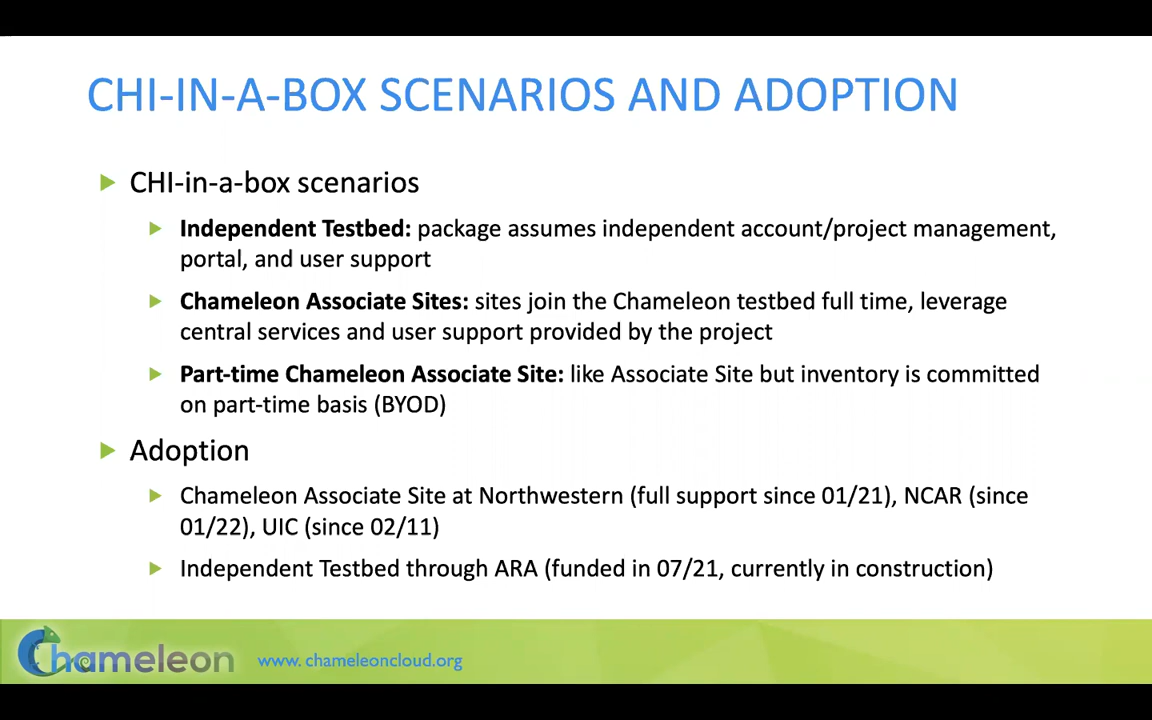 CHI-IN-A-BOX SCENARIOS AND ADOPTION
CHI-in-a-box scenarios
Independent Testbed: package assumes independent account/project management,
portal, and user support
Chameleon Associate Sites: sites join the Chameleon testbed full time, leverage
central services and user support provided by the project
Part-time Chameleon Associate Site: like Associate Site but inventory is committed
on part-time basis (BYOD)
Adoption
Chameleon Associate Site at Northwestern (full support since 01/21), NCAR (since
01/22), UIC (since 02/11)
Independent Testbed through ARA (funded in 07/21, currently in construction)
Chameleon
www. chameleoncloud.org